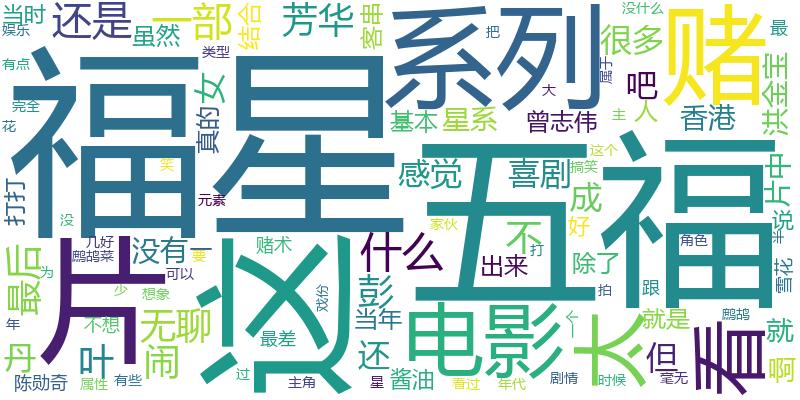 当时
还是
一部
结合
芳华
客串
系列
把
没什么
很多
赌
最
娱乐
虽然
类型
属于
有点
福星
女
吧
人
主
洪金宝
完全
大
花
真的
基本
星系
曾志伟
香港
五福
这个
笑
感觉
喜剧
搞笑
片中
打打
元素
成
说
没
几好
鹧鸪菜
没有一
要
赌术
什么
家伙
不
好
打
角色
半
片
这
可以
出来
除了
跟
雪花
最后
为
少
想象
戏份
彭
拍
鹧鸪
年
不想
无聊
最差
当年
电影
太
就是
看
就
丹
叶
闹
还
但
啊
陈勋奇
属性
有些
过
主角
星
酱油
看过
年代
剧情
时候
毫无